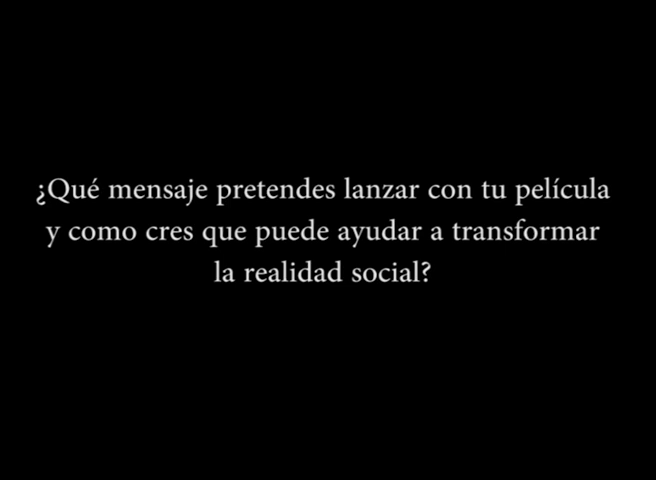 ¿Qué mensaje pretendes lanzar con tu película
y como cres que puede ayudar a transformar
la realidad social?